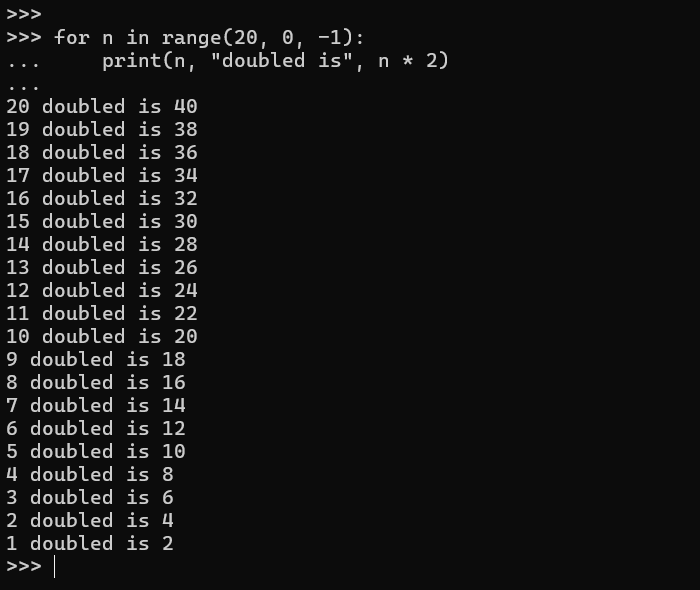 >>>
>>> for n in range(20, 0, -1):
...     print(n, "doubled is", n * 2)
...
20 doubled is 40
19 doubled is 38
18 doubled is 36
17 doubled is 34
16 doubled is 32
15 doubled is 30
14 doubled is 28
13 doubled is 26
12 doubled is 24
11 doubled is 22
10 doubled is 20
9 doubled is 18
8 doubled is 16
7 doubled is 14
6 doubled is 12
5 doubled is 10
4 doubled is 8
3 doubled is 6
2 doubled is 4
1 doubled is 2
>>>